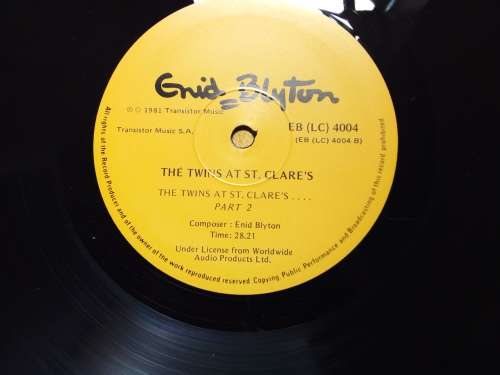 Enid Blyton
℗ © 1981 Transistor Music
Transistor Music S.A.
EB (LC) 4004
(EB (LC) 4004-B)
THE TWINS AT ST. CLARE'S
THE TWINS AT ST. CLARE'S ....
PART 2
Composer : Enid Blyton
Time: 28.21
Under License from Worldwide
Audio Products Ltd.
All rights of the Record Producer and of the owner of the work reproduced reserved. Copying Public Performance and Broadcasting of this record prohibited